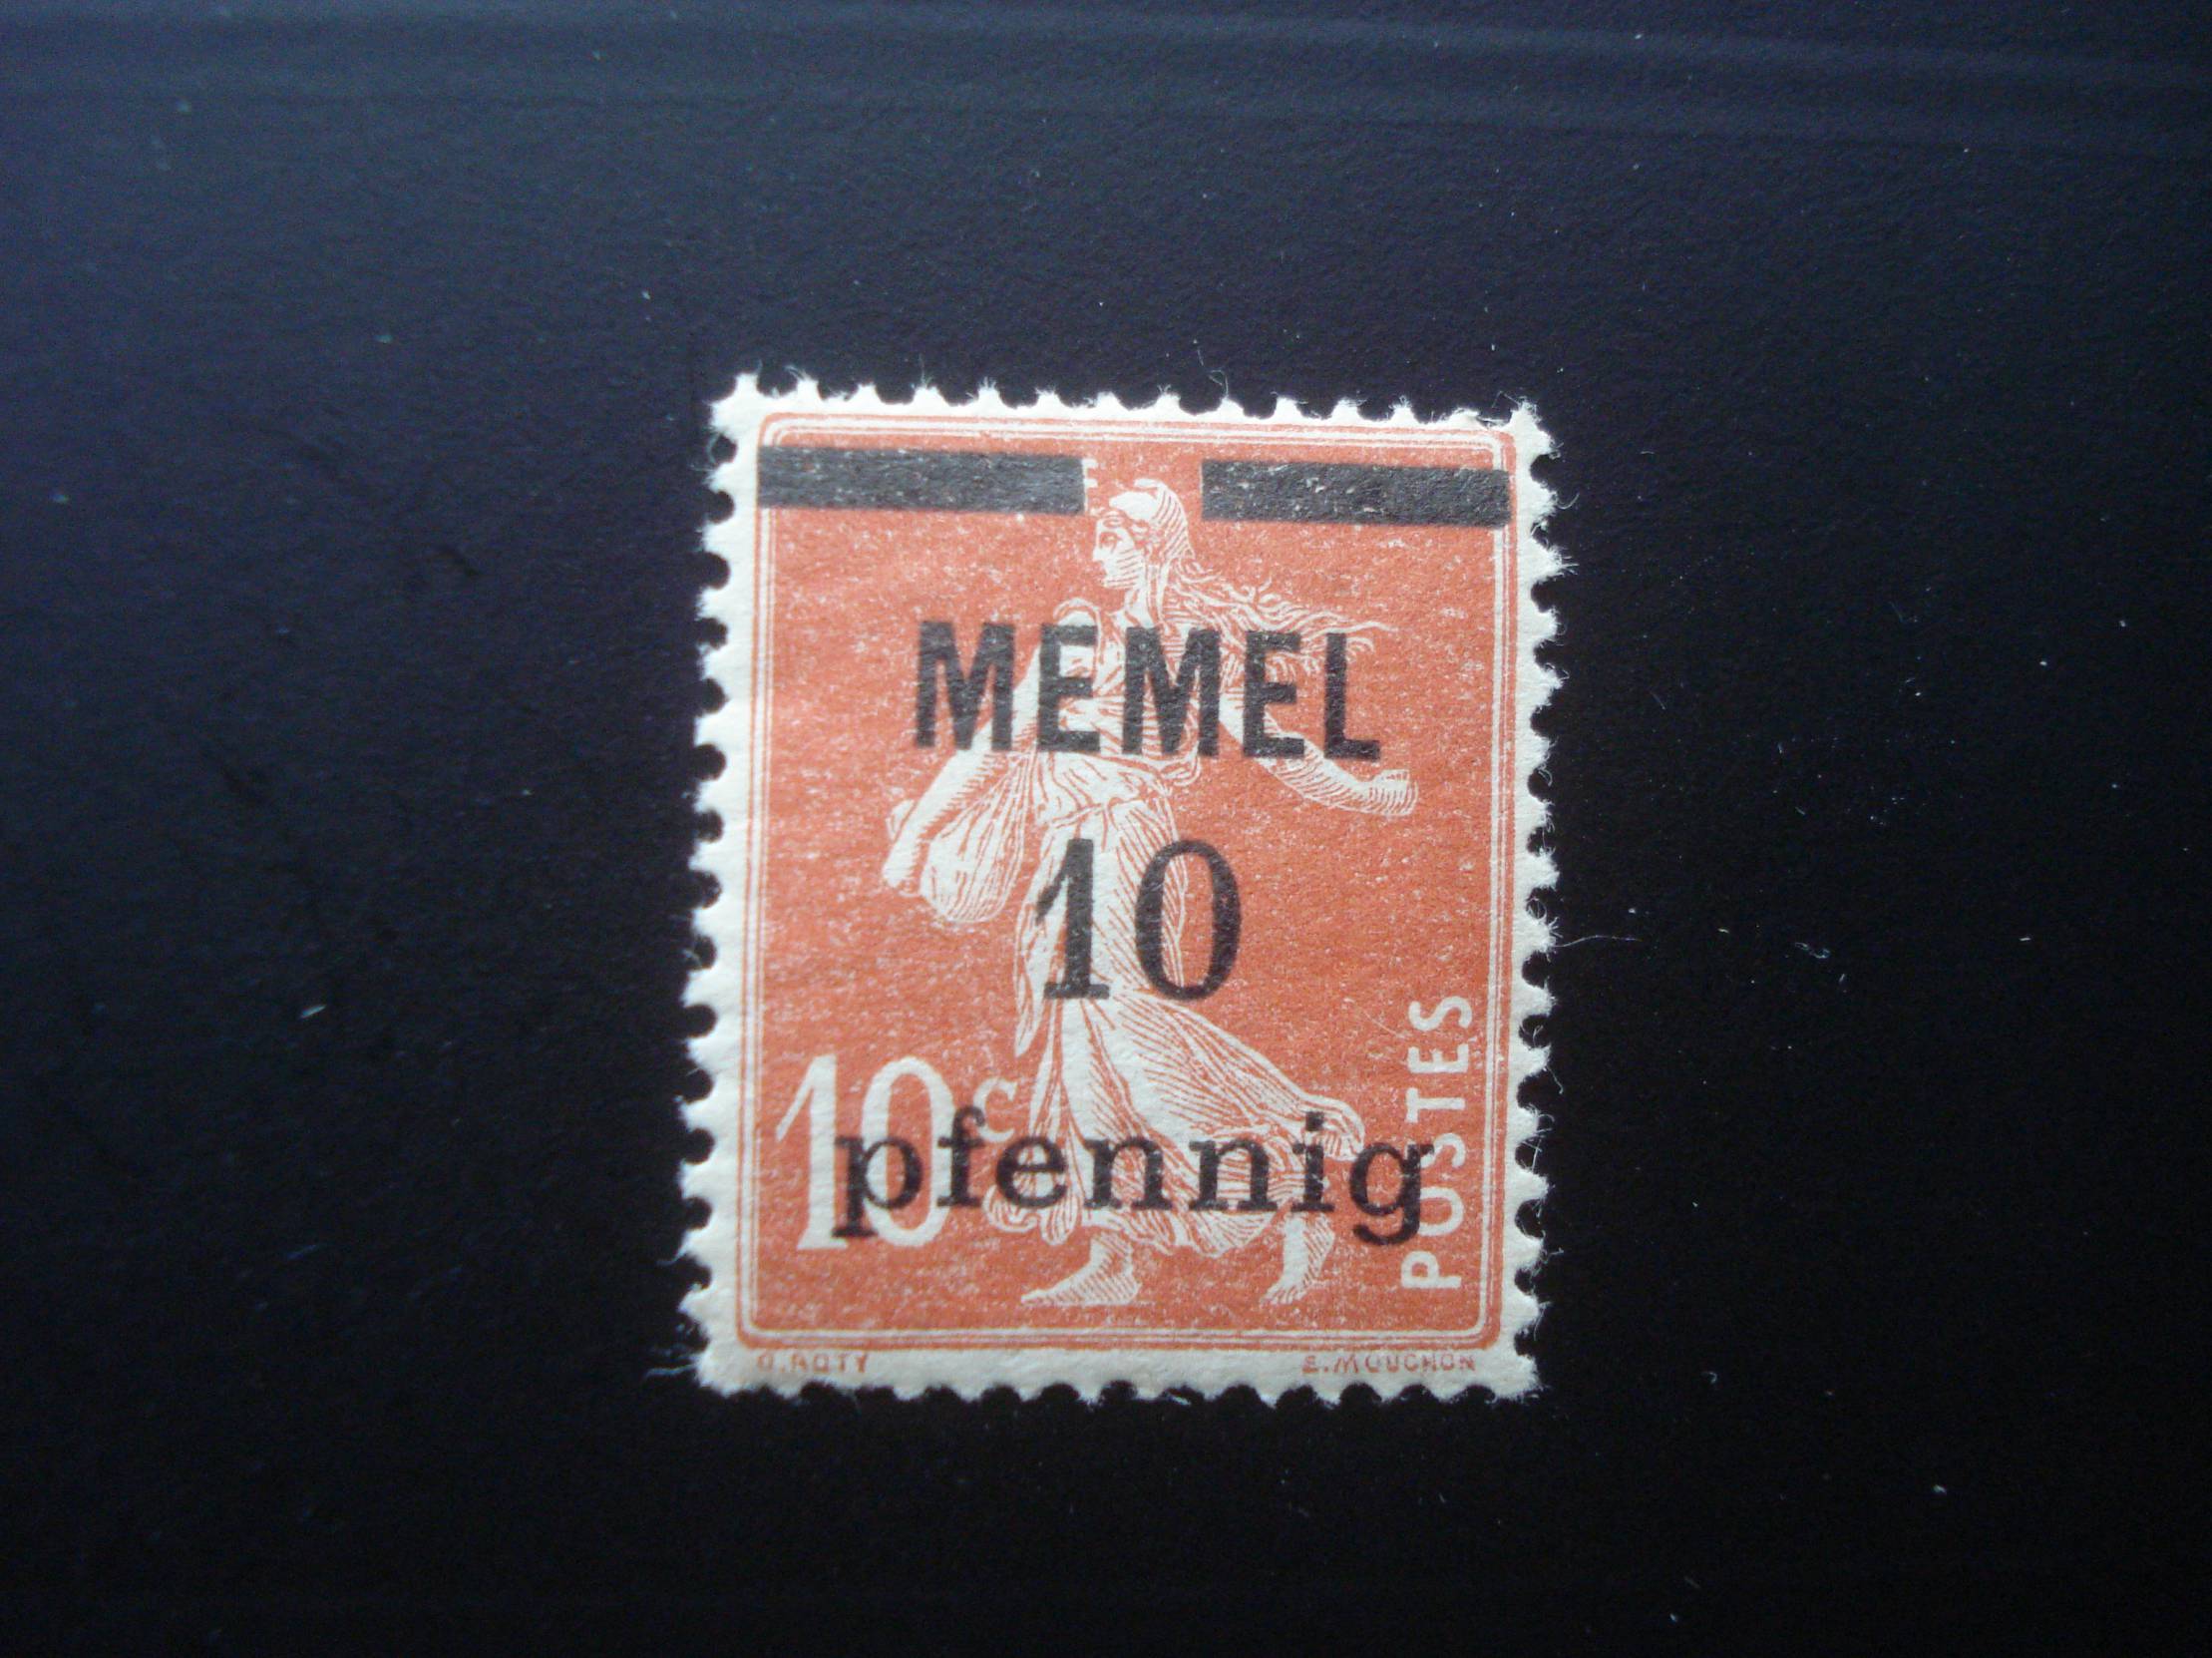 MEMEL
10
10c
pfennig
POSTES
O. ROTY
E. MOUCHON